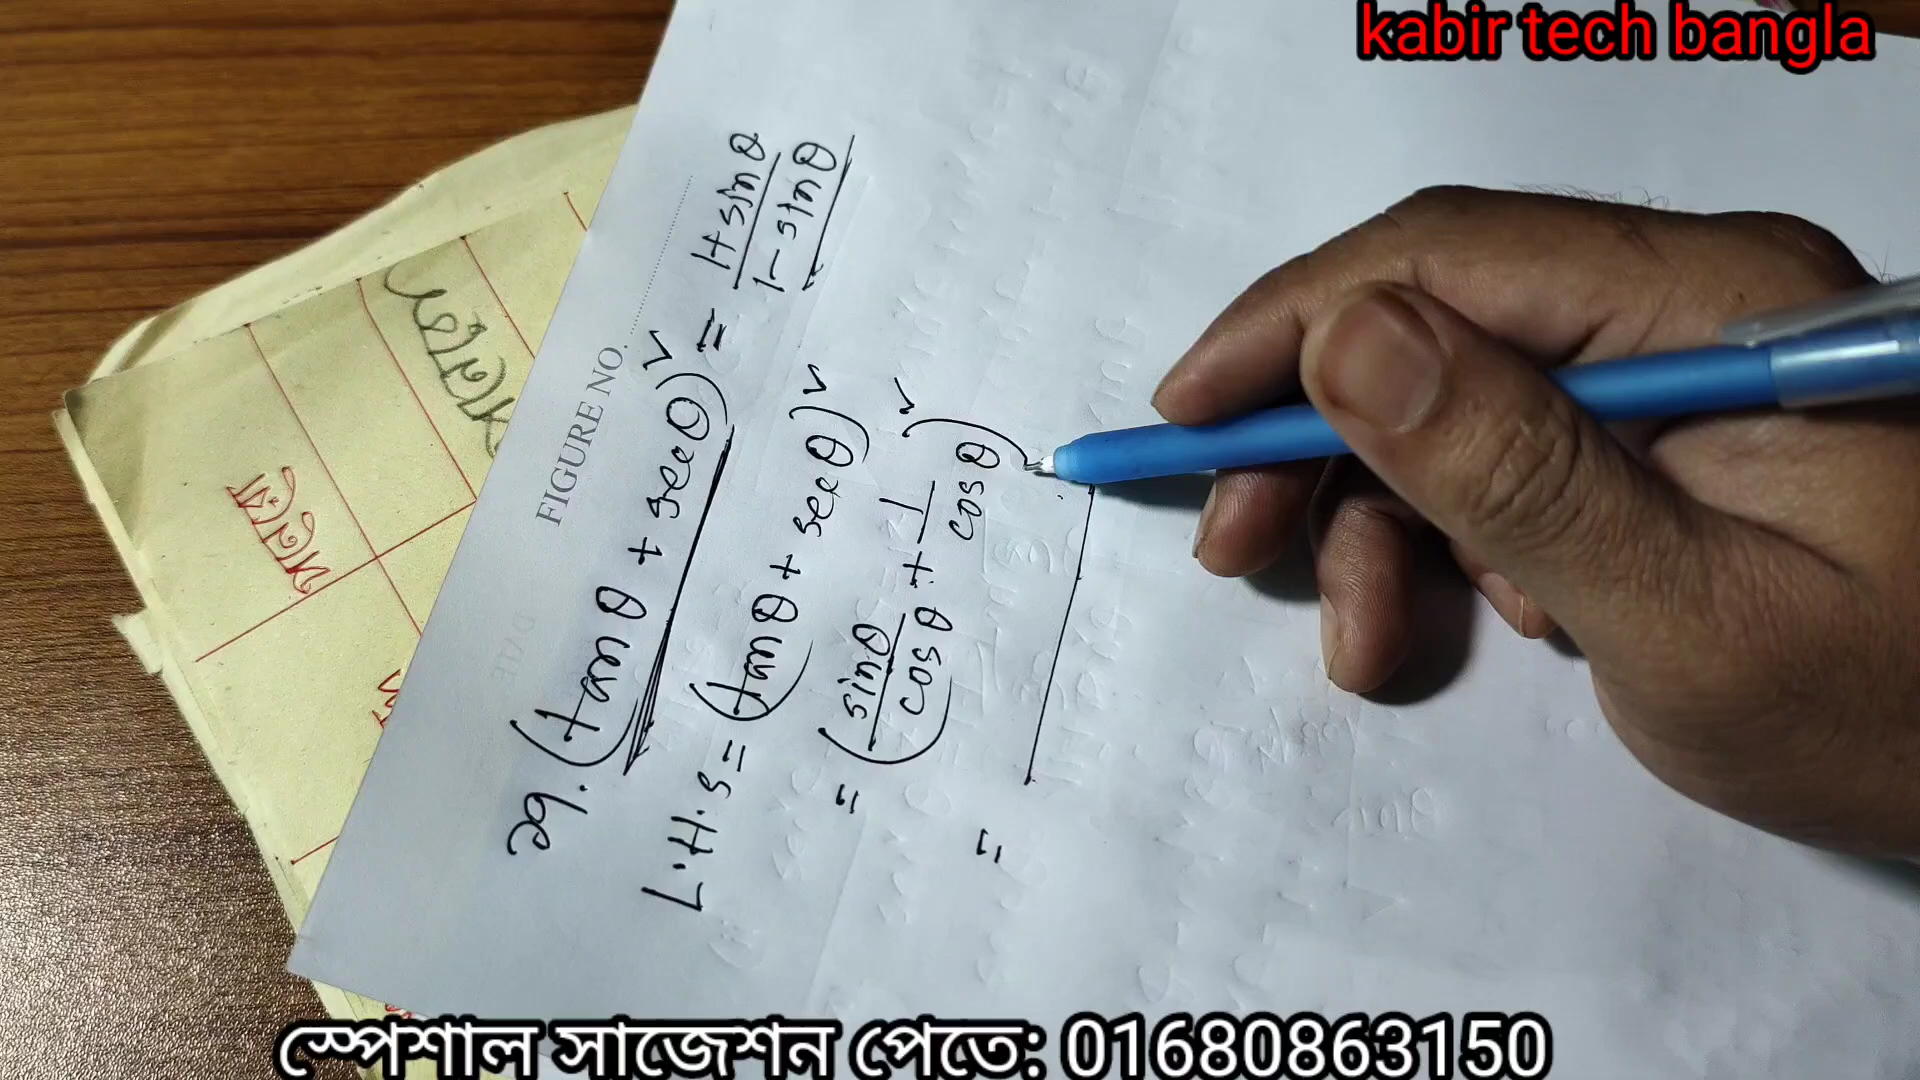 kabir tech bangla
FIGURE NO.
২৭. (tanθ + secθ)² = 1+sinθ / 1-sinθ
L.H.S = (tanθ + secθ)²
= (sinθ/cosθ + 1/cosθ)²
=
স্পেশাল সাজেশন পেতে: 01680863150